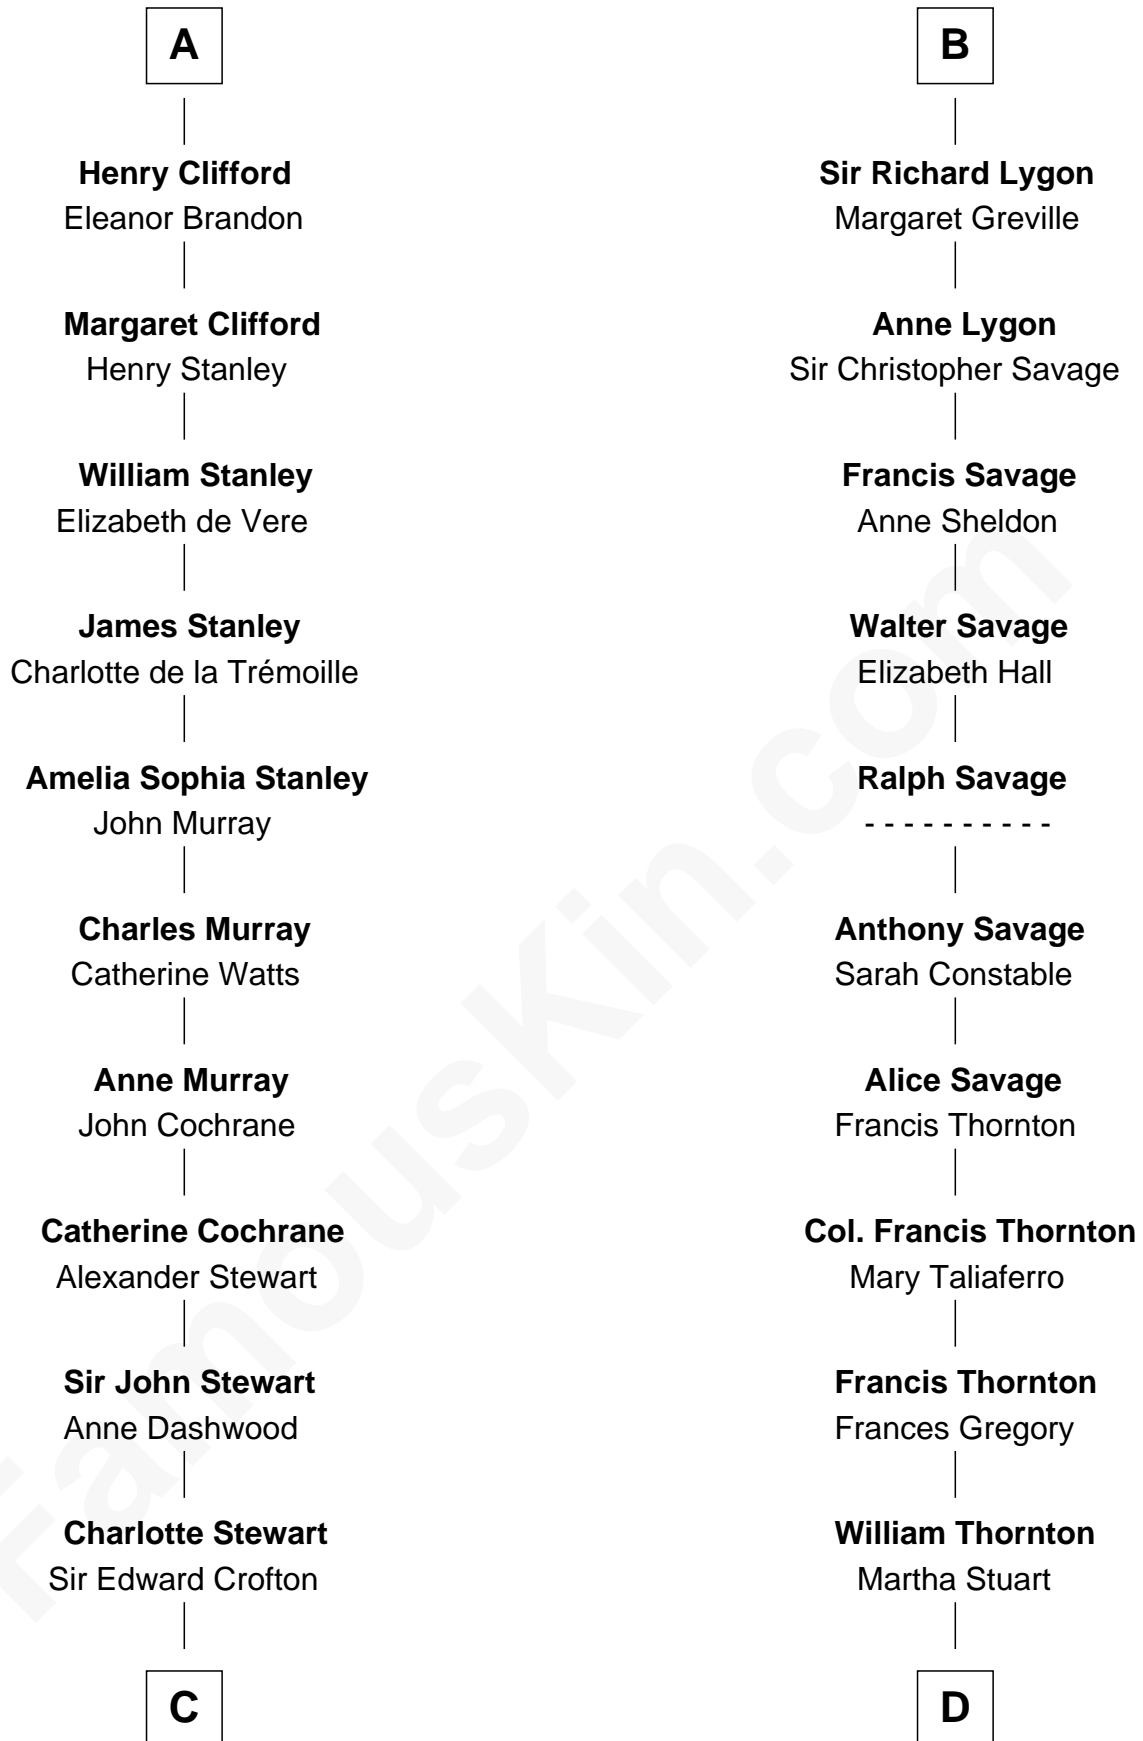 A
Henry Clifford
Eleanor Brandon
Margaret Clifford
Henry Stanley
William Stanley
Elizabeth de Vere
James Stanley
Charlotte de la Trémoille
Amelia Sophia Stanley
John Murray
Charles Murray
Catherine Watts
Anne Murray
John Cochrane
Catherine Cochrane
Alexander Stewart
Sir John Stewart
Anne Dashwood
Charlotte Stewart
Sir Edward Crofton
C
B
Sir Richard Lygon
Margaret Greville
Anne Lygon
Sir Christopher Savage
Francis Savage
Anne Sheldon
Walter Savage
Elizabeth Hall
Ralph Savage
- - - - - - - - - -
Anthony Savage
Sarah Constable
Alice Savage
Francis Thornton
Col. Francis Thornton
Mary Taliaferro
Francis Thornton
Frances Gregory
William Thornton
Martha Stuart
D
FamousKin.com